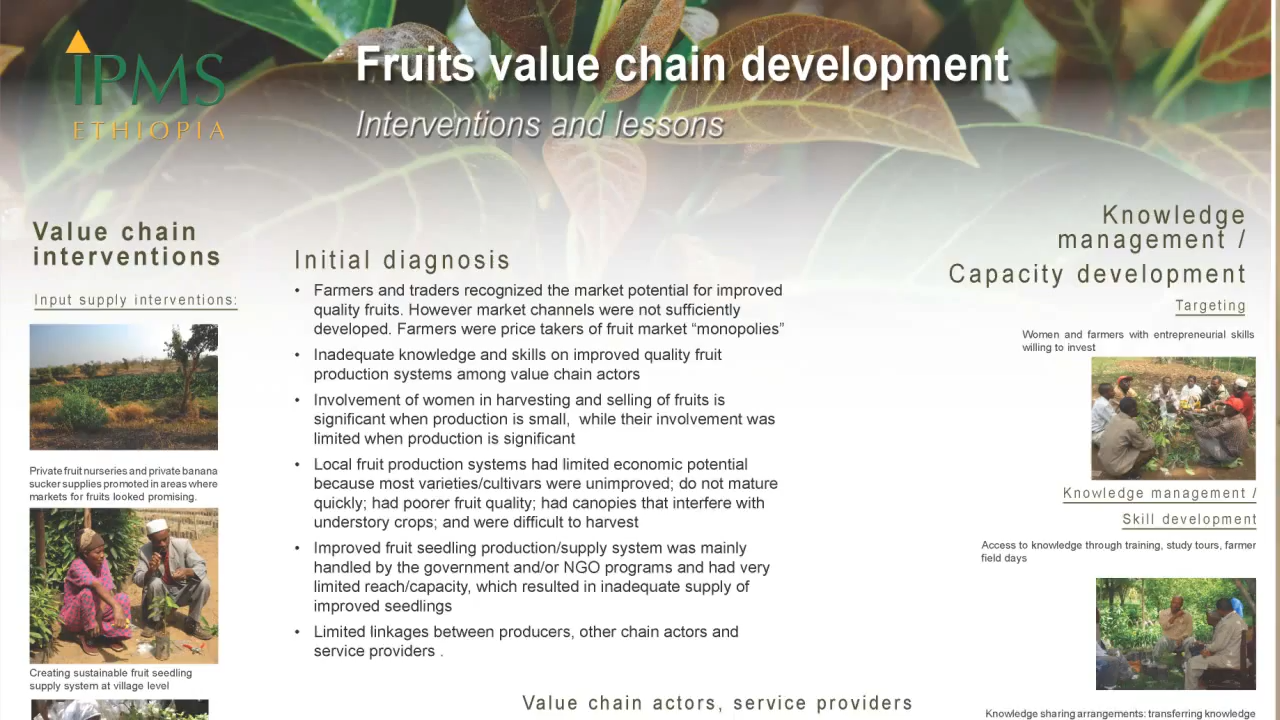 IPMS
ETHIOPIA
Fruits value chain development
Interventions and lessons
Value chain
interventions
Input supply interventions:
Private fruit nurseries and private banana
sucker supplies promoted in areas where
markets for fruits looked promising.
Creating sustainable fruit seedling
supply system at village level
Initial diagnosis
• Farmers and traders recognized the market potential for improved
quality fruits. However market channels were not sufficiently
developed. Farmers were price takers of fruit market “monopolies”
• Inadequate knowledge and skills on improved quality fruit
production systems among value chain actors
• Involvement of women in harvesting and selling of fruits is
significant when production is small, while their involvement was
limited when production is significant
• Local fruit production systems had limited economic potential
because most varieties/cultivars were unimproved; do not mature
quickly; had poorer fruit quality; had canopies that interfere with
understory crops; and were difficult to harvest
• Improved fruit seedling production/supply system was mainly
handled by the government and/or NGO programs and had very
limited reach/capacity, which resulted in inadequate supply of
improved seedlings
• Limited linkages between producers, other chain actors and
service providers .
Value chain actors, service providers
Knowledge
management /
Capacity development
Targeting
Women and farmers with entrepreneurial skills
willing to invest
Knowledge management /
Skill development
Access to knowledge through training, study tours, farmer
field days
Knowledge sharing arrangements: transferring knowledge